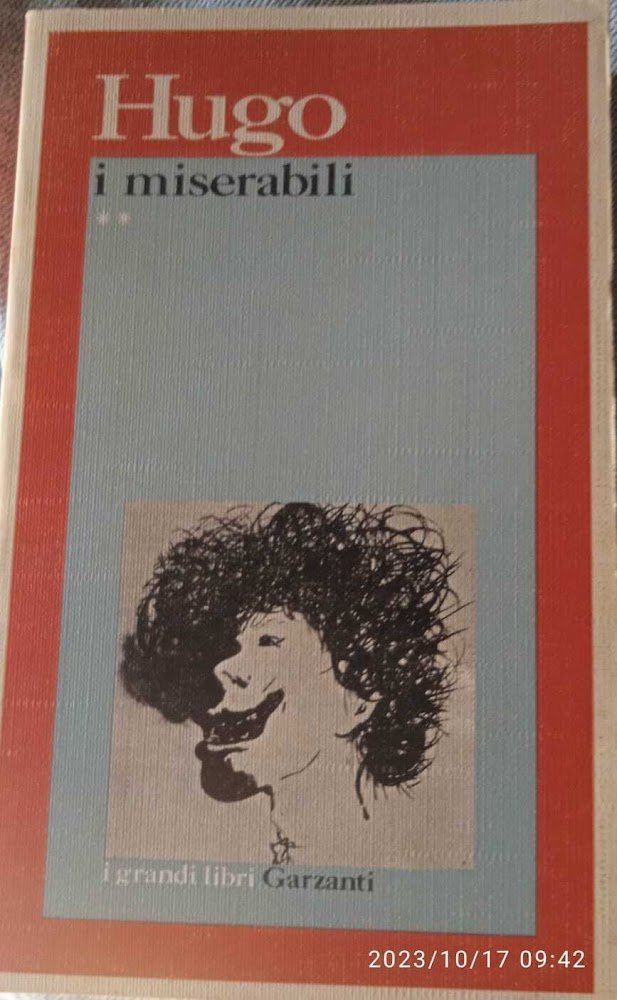 Hugo
i miserabili
**
i grandi libri Garzanti
2023/10/17 09:42